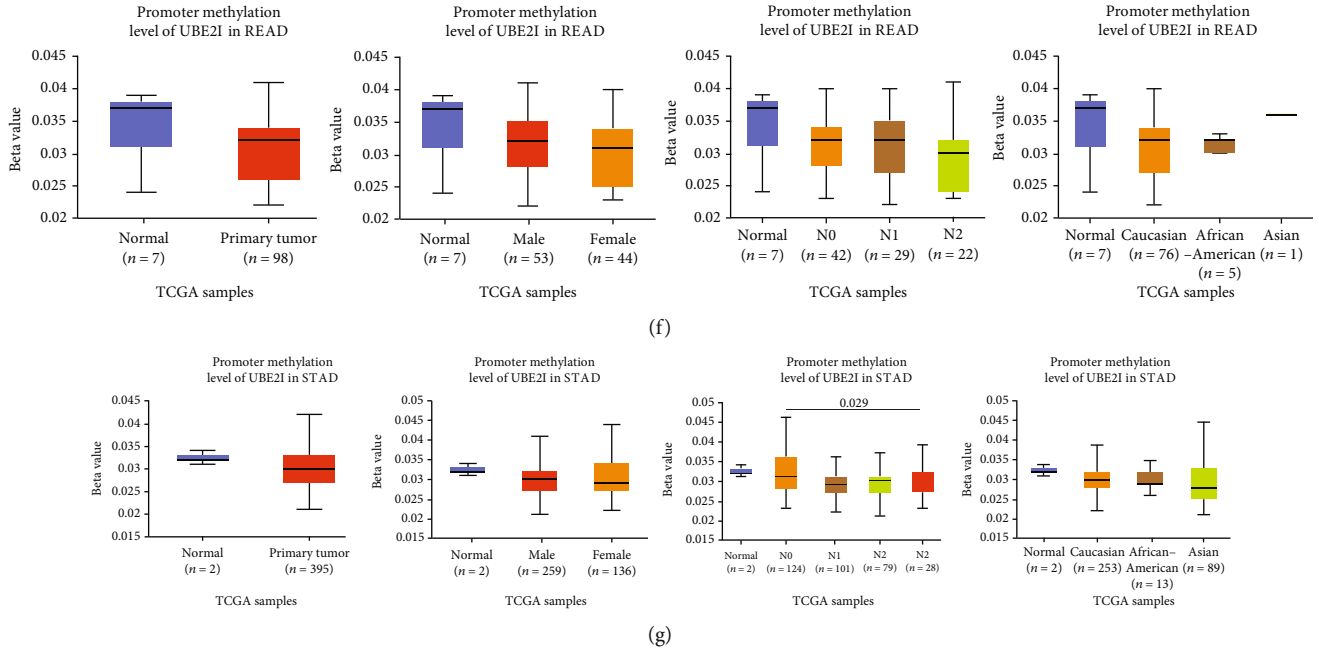 Promoter methylation
level of UBE2I in READ
Beta value
0.045
0.04
0.035
0.03
0.025
0.02
Normal
(n = 7)
Primary tumor
(n = 98)
TCGA samples
Promoter methylation
level of UBE2I in READ
Beta value
0.045
0.04
0.035
0.03
0.025
0.02
Normal
(n = 7)
Male
(n = 53)
Female
(n = 44)
TCGA samples
Promoter methylation
level of UBE2I in READ
Beta value
0.045
0.04
0.035
0.03
0.025
0.02
Normal
(n = 7)
N0
(n = 42)
N1
(n = 29)
N2
(n = 22)
TCGA samples
Promoter methylation
level of UBE2I in READ
Beta value
0.045
0.04
0.035
0.03
0.025
0.02
Normal
(n = 7)
Caucasian
(n = 76)
African
–American
(n = 5)
Asian
(n = 1)
TCGA samples
(f)
Promoter methylation
level of UBE2I in STAD
Beta value
0.045
0.04
0.035
0.03
0.025
0.02
0.015
Normal
(n = 2)
Primary tumor
(n = 395)
TCGA samples
Promoter methylation
level of UBE2I in STAD
Beta value
0.05
0.045
0.04
0.035
0.03
0.025
0.02
0.015
Normal
(n = 2)
Male
(n = 259)
Female
(n = 136)
TCGA samples
Promoter methylation
level of UBE2I in STAD
Beta value
0.05
0.045
0.04
0.035
0.03
0.025
0.02
0.015
0.029
Normal
(n = 2)
N0
(n = 124)
N1
(n = 101)
N2
(n = 79)
N2
(n = 28)
TCGA samples
Promoter methylation
level of UBE2I in STAD
Beta value
0.05
0.045
0.04
0.035
0.03
0.025
0.02
0.015
Normal
(n = 2)
Caucasian
(n = 253)
African–
American
(n = 13)
Asian
(n = 89)
TCGA samples
(g)